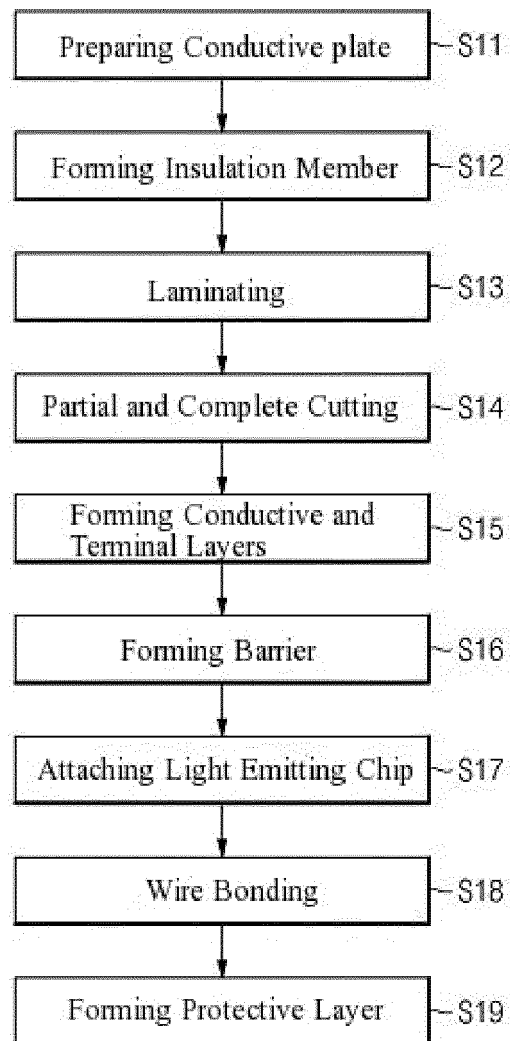 Preparing Conductive plate S11
Forming Insulation Member S12
Laminating S13
Partial and Complete Cutting S14
Forming Conductive and
Terminal Layers S15
Forming Barrier S16
Attaching Light Emitting Chip S17
Wire Bonding S18
Forming Protective Layer S19